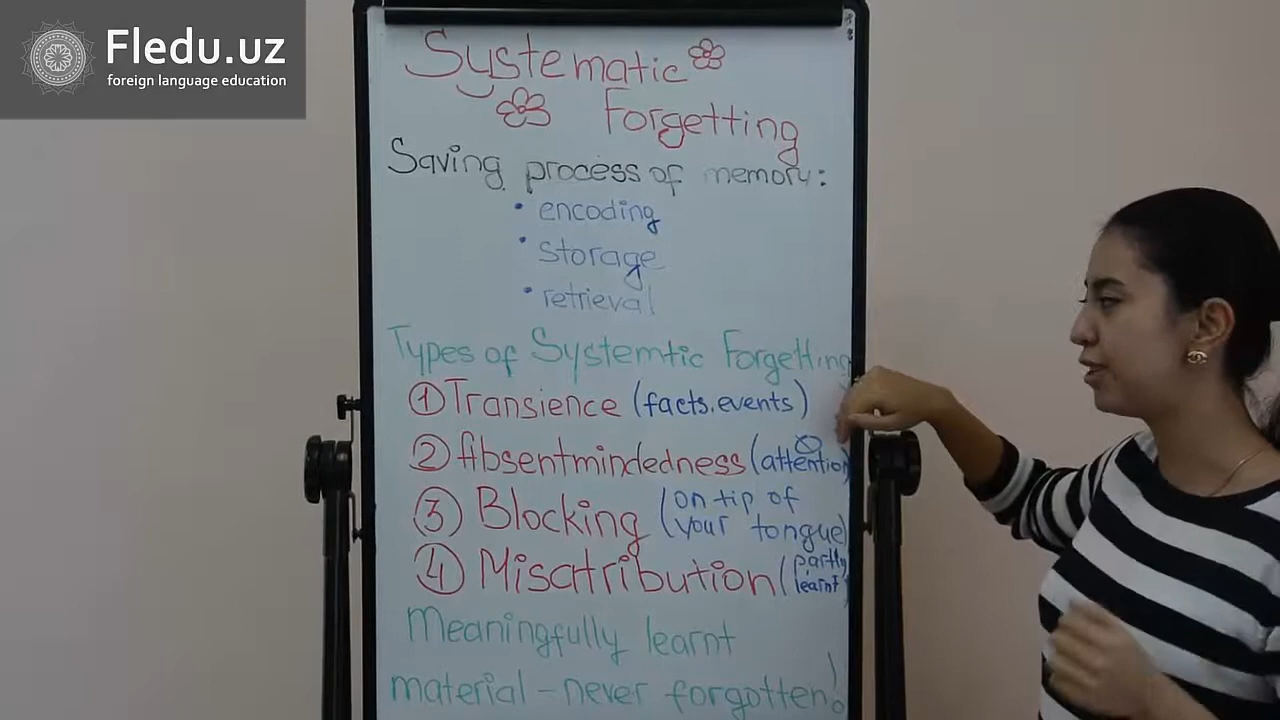 Fledu.uz
foreign language education
Systematic
Forgetting
Saving process of memory:
• encoding
• storage
• retrieval
Types of Systemtic Forgetting
① Transience (facts.events)
② Absentmindedness (attention)
③ Blocking (on tip of
your tongue)
④ Misatribution (partly
learnt)
Meaningfully learnt
material - never forgotten!